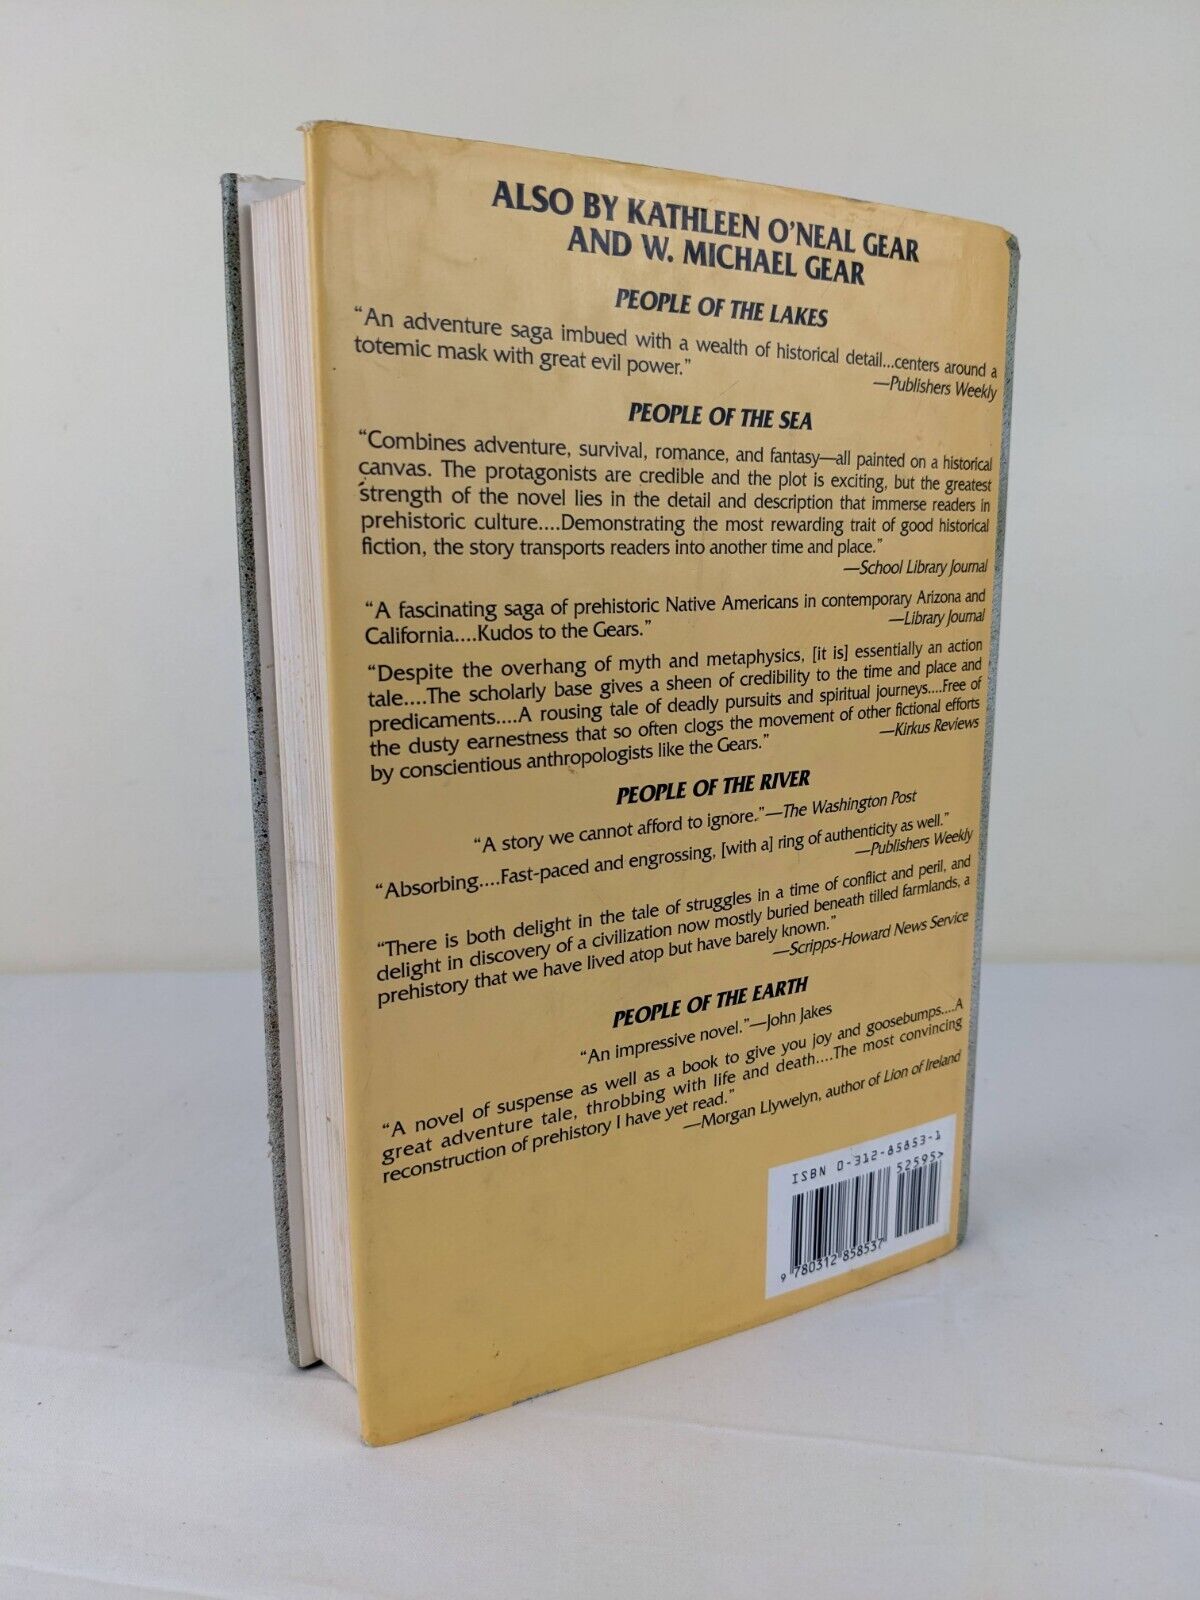 ALSO BY KATHLEEN O'NEAL GEAR
AND W. MICHAEL GEAR
PEOPLE OF THE LAKES
“An adventure saga imbued with a wealth of historical detail...centers around a
totemic mask with great evil power.”
—Publishers Weekly
PEOPLE OF THE SEA
“Combines adventure, survival, romance, and fantasy—all painted on a historical
canvas. The protagonists are credible and the plot is exciting, but the greatest
strength of the novel lies in the detail and description that immerse readers in
prehistoric culture....Demonstrating the most rewarding trait of good historical
fiction, the story transports readers into another time and place.”
—School Library Journal
“A fascinating saga of prehistoric Native Americans in contemporary Arizona and
California....Kudos to the Gears.”
—Library Journal
“Despite the overhang of myth and metaphysics, [it is] essentially an action
tale....The scholarly base gives a sheen of credibility to the time and place and
predicaments....A rousing tale of deadly pursuits and spiritual journeys....Free of
the dusty earnestness that so often clogs the movement of other fictional efforts
by conscientious anthropologists like the Gears.”
—Kirkus Reviews
PEOPLE OF THE RIVER
“A story we cannot afford to ignore.”—The Washington Post
“Absorbing....Fast-paced and engrossing, [with a] ring of authenticity as well.”
—Publishers Weekly
“There is both delight in the tale of struggles in a time of conflict and peril, and
delight in discovery of a civilization now mostly buried beneath tilled farmlands, a
prehistory that we have lived atop but have barely known.”
—Scripps-Howard News Service
PEOPLE OF THE EARTH
“An impressive novel.”—John Jakes
“A novel of suspense as well as a book to give you joy and goosebumps....A
great adventure tale, throbbing with life and death....The most convincing
reconstruction of prehistory I have yet read.”
—Morgan Llywelyn, author of Lion of Ireland
ISBN 0-312-85853-1
52595>
9 780312 858537